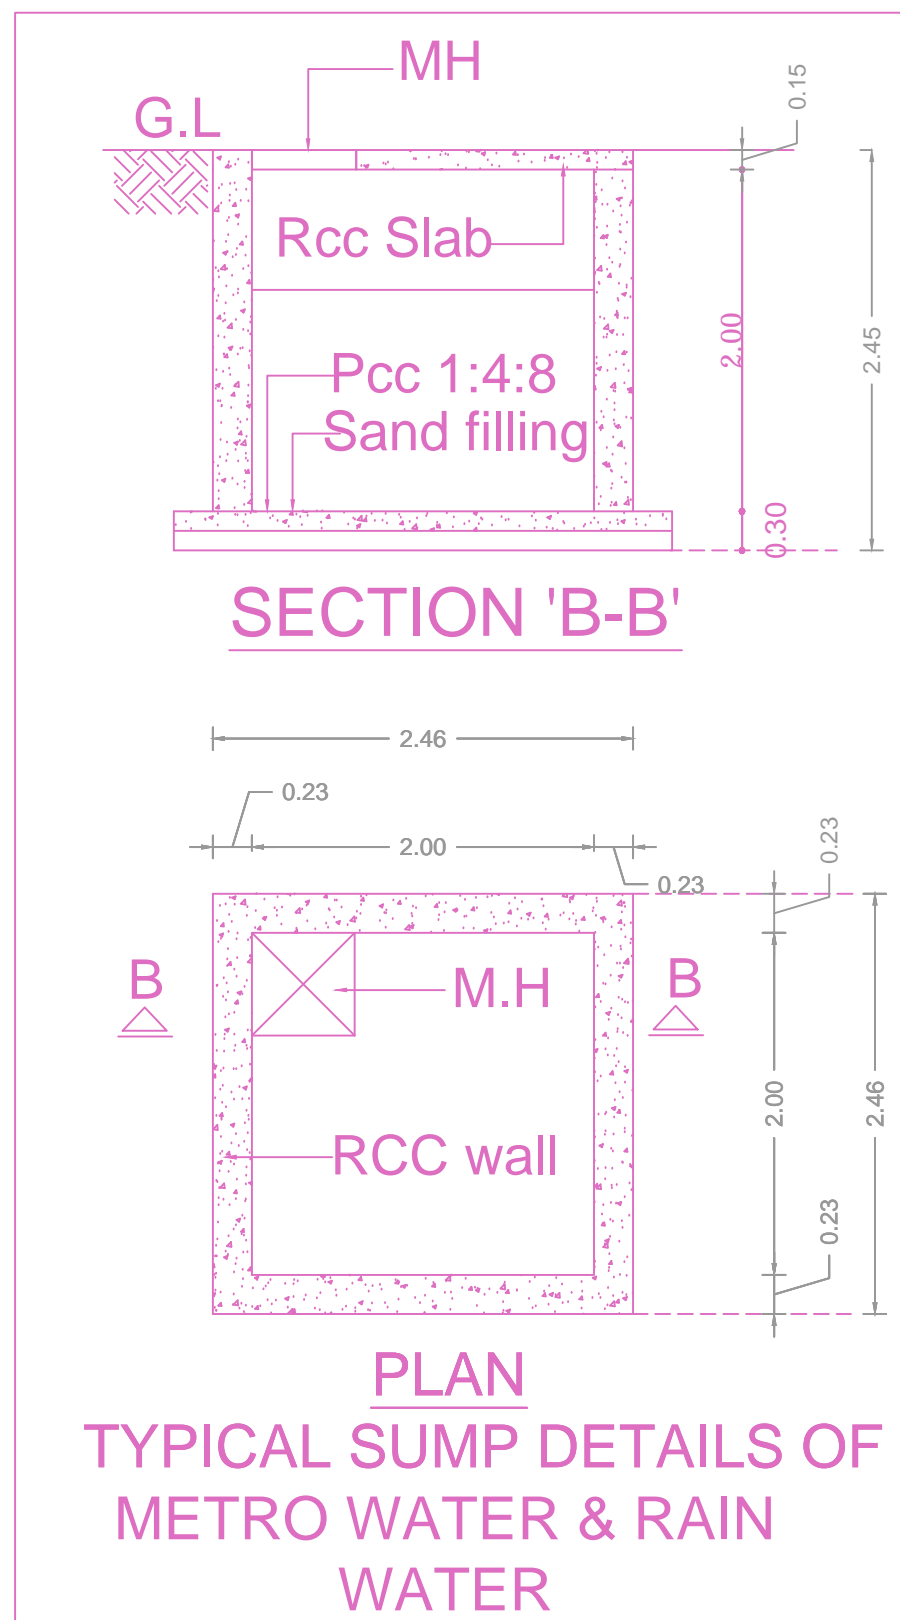 MH
0.15
G.L
Rcc Slab
2.00
2.45
Pcc 1:4:8
Sand filling
0.30
SECTION 'B-B'
2.46
0.23
2.00
0.23
0.23
B
M.H
B
2.00
2.46
RCC wall
0.23
PLAN
TYPICAL SUMP DETAILS OF
METRO WATER & RAIN
WATER